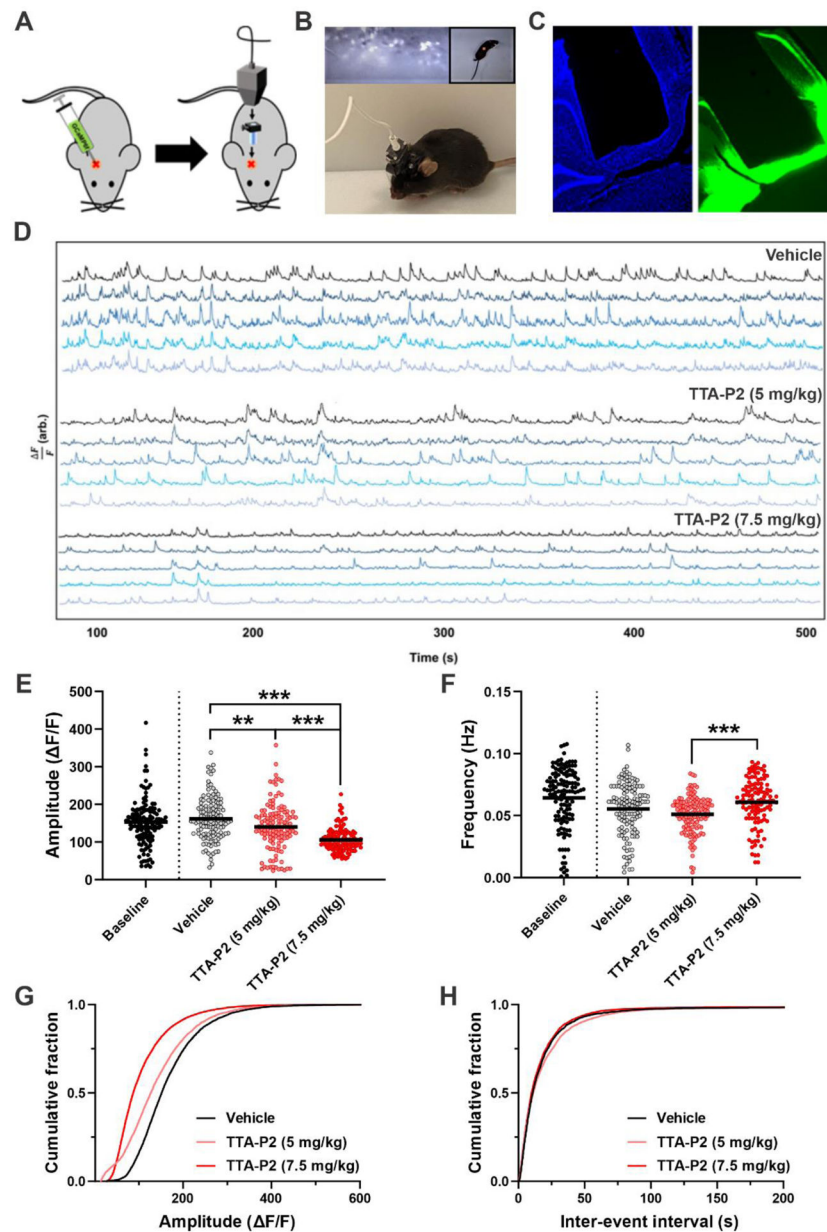 A
B
C
GCaMP6f
D
Vehicle
TTA-P2 (5 mg/kg)
TTA-P2 (7.5 mg/kg)
ΔF
F
(arb.)
100 200 300 400 500
Time (s)
E
500
400
300
200
100
0
Amplitude (ΔF/F)
***
** ***
Baseline
Vehicle
TTA-P2 (5 mg/kg)
TTA-P2 (7.5 mg/kg)
F
0.15
0.10
0.05
0.00
Frequency (Hz)
***
Baseline
Vehicle
TTA-P2 (5 mg/kg)
TTA-P2 (7.5 mg/kg)
G
1.0
0.5
0.0
Cumulative fraction
Vehicle
TTA-P2 (5 mg/kg)
TTA-P2 (7.5 mg/kg)
200 400 600
Amplitude (ΔF/F)
H
1.0
0.5
0.0
Cumulative fraction
Vehicle
TTA-P2 (5 mg/kg)
TTA-P2 (7.5 mg/kg)
0 50 100 150 200
Inter-event interval (s)